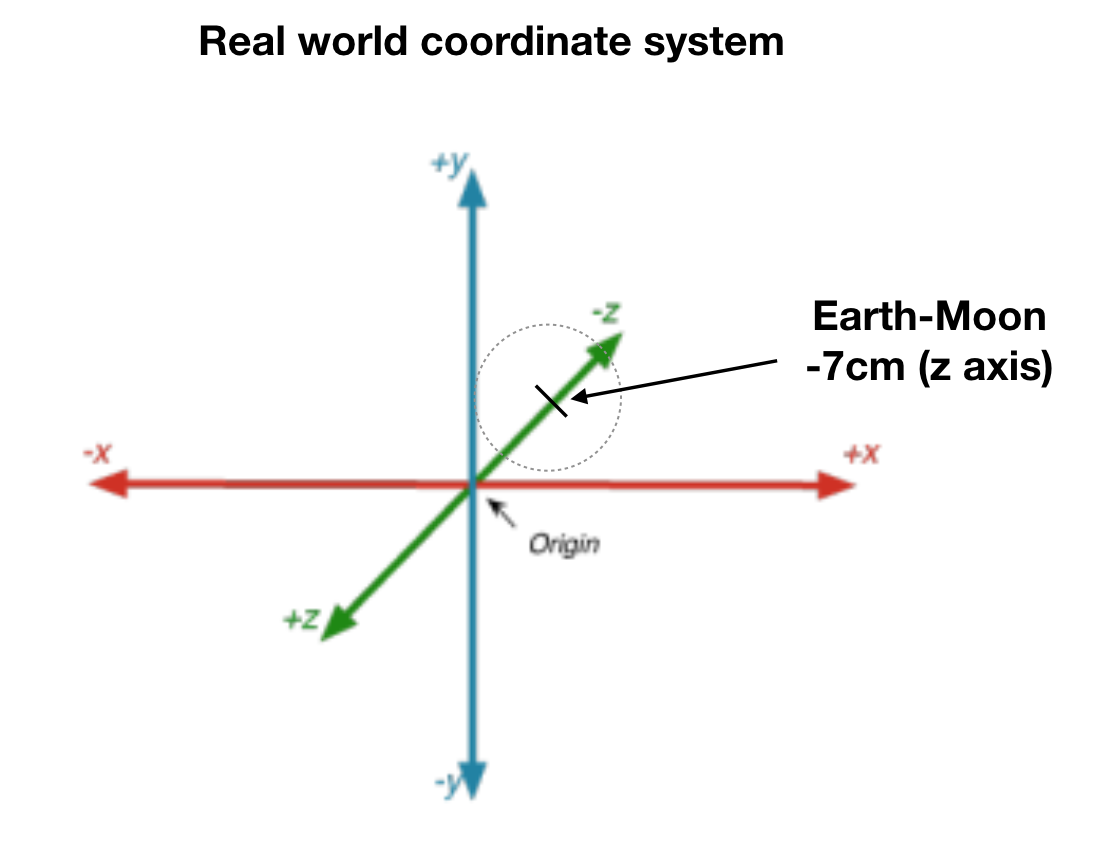 Real world coordinate system
+y
-z
Earth-Moon
-7cm (z axis)
-x
+x
Origin
+z
-y